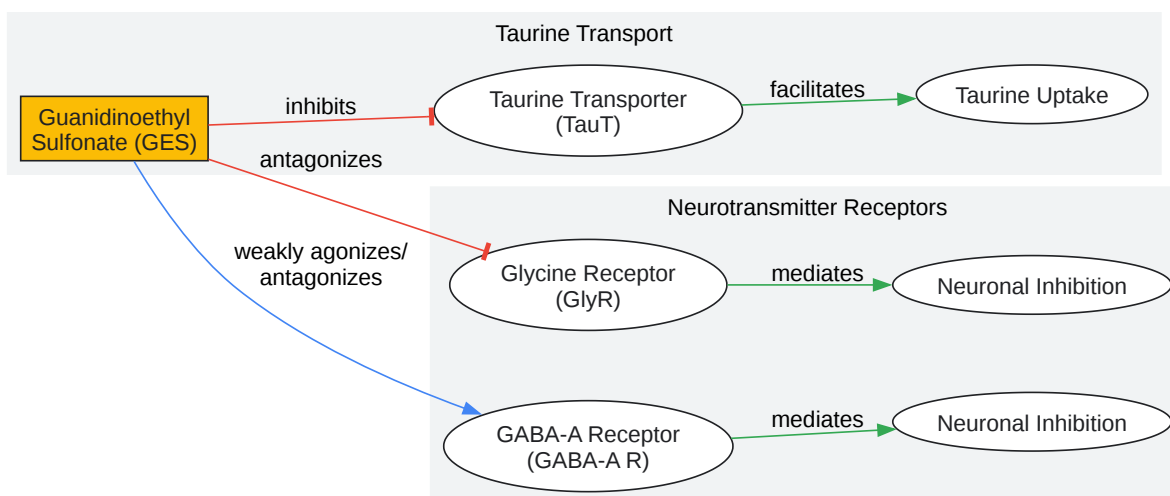 Taurine Transport
Guanidinoethyl
Sulfonate (GES)
inhibits
Taurine Transporter
(TauT)
facilitates
Taurine Uptake
antagonizes
Neurotransmitter Receptors
weakly agonizes/
antagonizes
Glycine Receptor
(GlyR)
mediates
Neuronal Inhibition
GABA-A Receptor
(GABA-A R)
mediates
Neuronal Inhibition